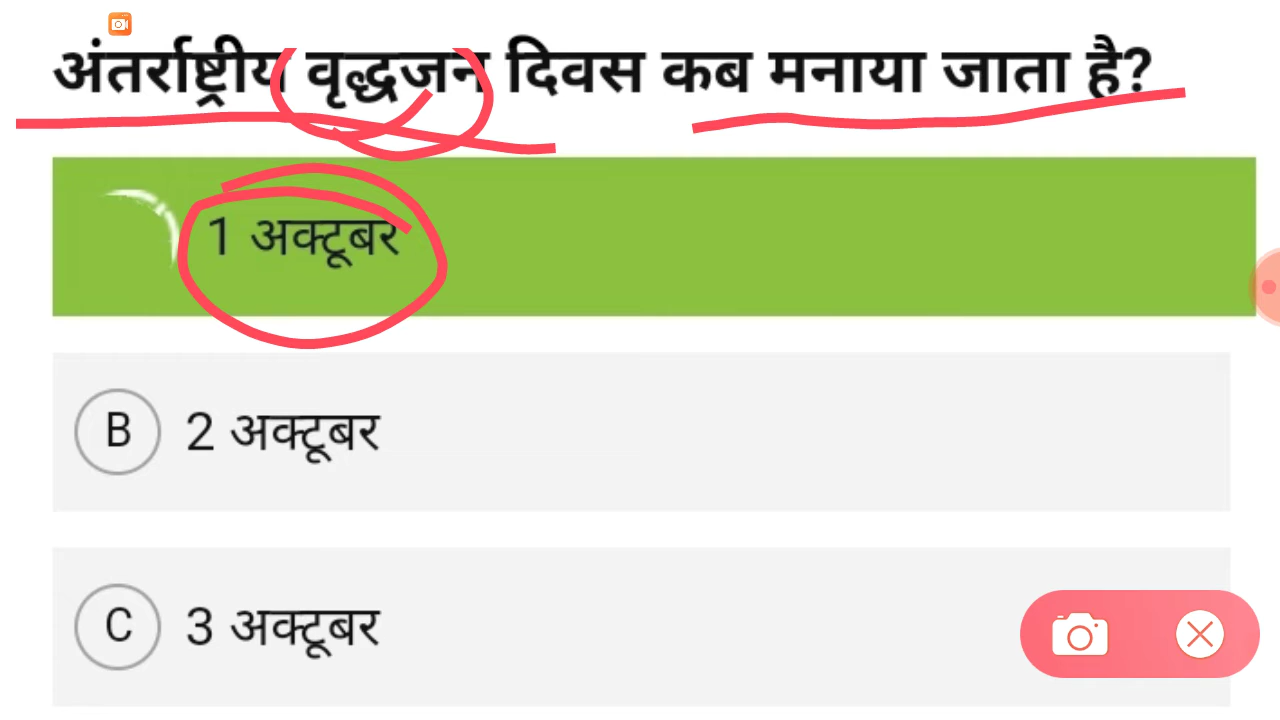 अंतर्राष्ट्रीय वृद्धजन दिवस कब मनाया जाता है?
1 अक्टूबर
B 2 अक्टूबर
C 3 अक्टूबर